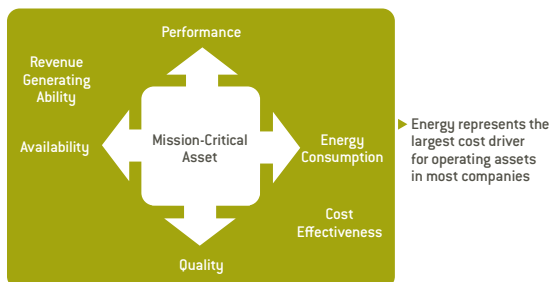 Performance
Revenue
Generating
Ability
Availability
Mission-Critical
Asset
Energy
Consumption
Cost
Effectiveness
Quality
Energy represents the
largest cost driver
for operating assets
in most companies